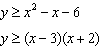 y ≥ x² − x − 6
y ≥ (x − 3)(x + 2)